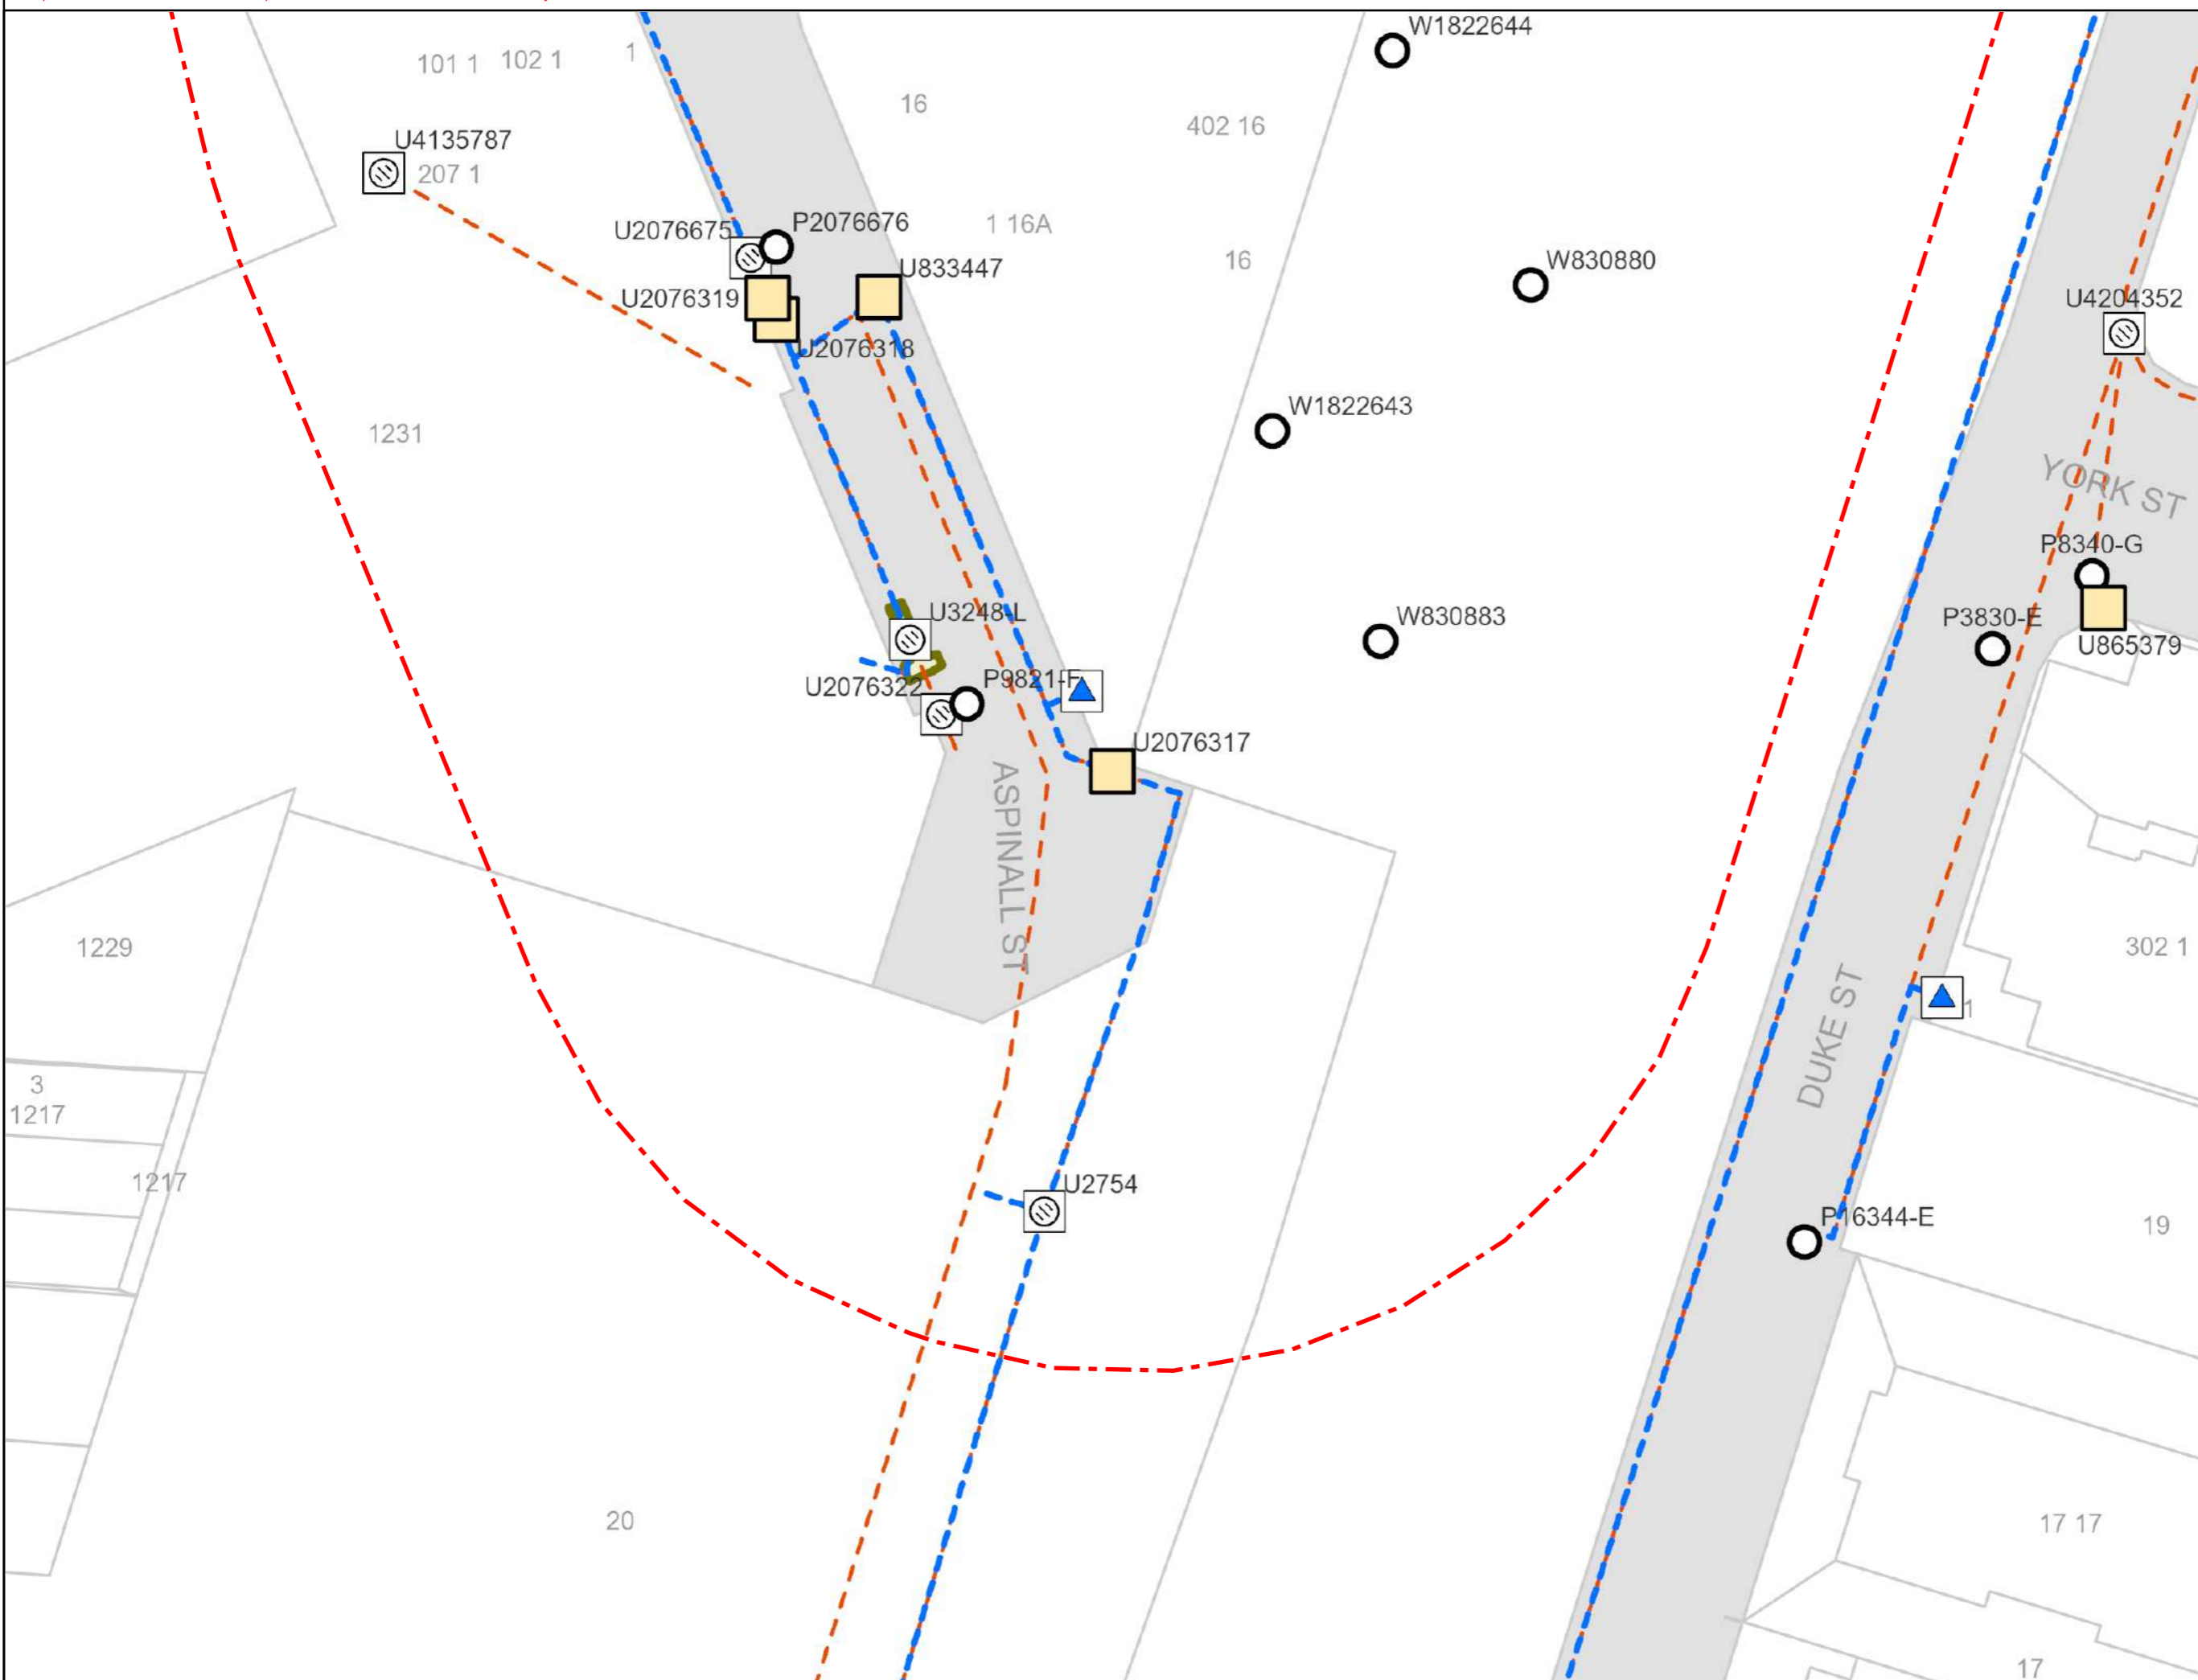 W1822644
101 1
102 1
1
16
402 16
U4135787
207 1
U2076675
P2076676
1 16A
16
W830880
U833447
U2076319
U4204352
U2076318
W1822643
1231
YORK ST
P8340-G
U3248-L
W830883
P3830-E
U865379
U2076322
P9821-F
U2076317
ASPINALL ST
1229
302 1
1
DUKE ST
3
1217
1217
U2754
P16344-E
19
20
17 17
17